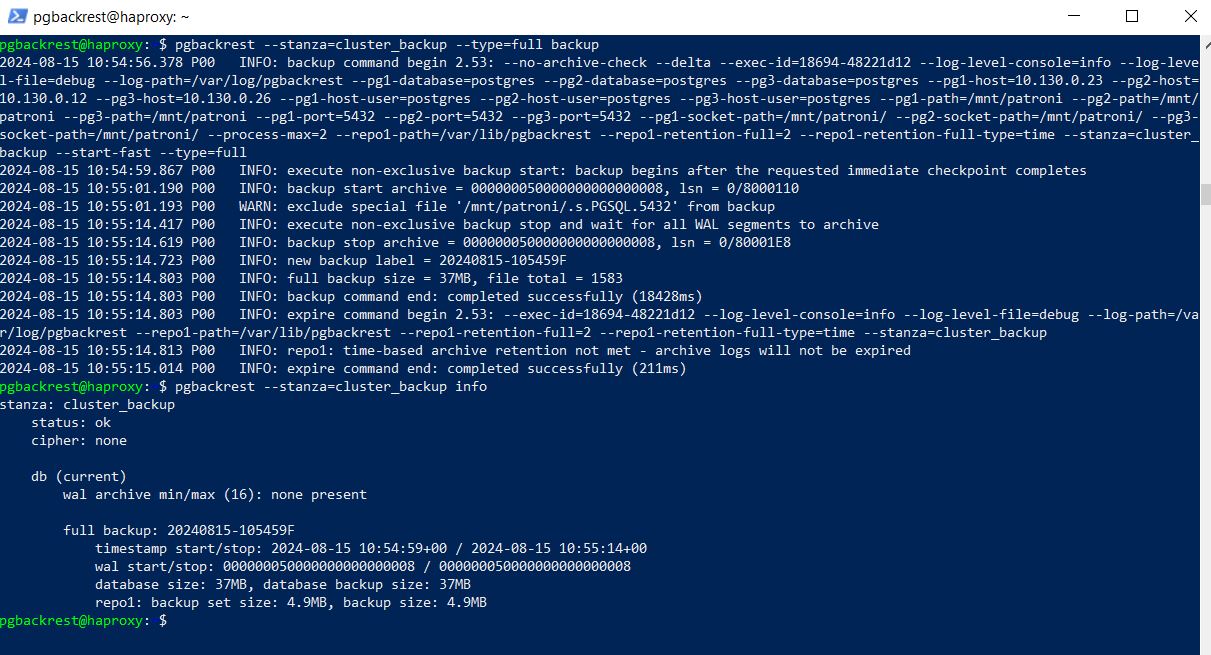 pgbackrest@haproxy: ~
pgbackrest@haproxy: $ pgbackrest --stanza=cluster_backup --type=full backup
2024-08-15 10:54:56.378 P00   INFO: backup command begin 2.53: --no-archive-check --delta --exec-id=18694-48221d12 --log-level-console=info --log-leve
l-file=debug --log-path=/var/log/pgbackrest --pg1-database=postgres --pg2-database=postgres --pg3-database=postgres --pg1-host=10.130.0.23 --pg2-host=
10.130.0.12 --pg3-host=10.130.0.26 --pg1-host-user=postgres --pg2-host-user=postgres --pg3-host-user=postgres --pg1-path=/mnt/patroni --pg2-path=/mnt/
patroni --pg3-path=/mnt/patroni --pg1-port=5432 --pg2-port=5432 --pg3-port=5432 --pg1-socket-path=/mnt/patroni/ --pg2-socket-path=/mnt/patroni/ --pg3-
socket-path=/mnt/patroni/ --process-max=2 --repo1-path=/var/lib/pgbackrest --repo1-retention-full=2 --repo1-retention-full-type=time --stanza=cluster_
backup --start-fast --type=full
2024-08-15 10:54:59.867 P00   INFO: execute non-exclusive backup start: backup begins after the requested immediate checkpoint completes
2024-08-15 10:55:01.190 P00   INFO: backup start archive = 000000050000000000000008, lsn = 0/8000110
2024-08-15 10:55:01.193 P00   WARN: exclude special file '/mnt/patroni/.s.PGSQL.5432' from backup
2024-08-15 10:55:14.417 P00   INFO: execute non-exclusive backup stop and wait for all WAL segments to archive
2024-08-15 10:55:14.619 P00   INFO: backup stop archive = 000000050000000000000008, lsn = 0/80001E8
2024-08-15 10:55:14.723 P00   INFO: new backup label = 20240815-105459F
2024-08-15 10:55:14.803 P00   INFO: full backup size = 37MB, file total = 1583
2024-08-15 10:55:14.803 P00   INFO: backup command end: completed successfully (18428ms)
2024-08-15 10:55:14.803 P00   INFO: expire command begin 2.53: --exec-id=18694-48221d12 --log-level-console=info --log-level-file=debug --log-path=/va
r/log/pgbackrest --repo1-path=/var/lib/pgbackrest --repo1-retention-full=2 --repo1-retention-full-type=time --stanza=cluster_backup
2024-08-15 10:55:14.813 P00   INFO: repo1: time-based archive retention not met - archive logs will not be expired
2024-08-15 10:55:15.014 P00   INFO: expire command end: completed successfully (211ms)
pgbackrest@haproxy: $ pgbackrest --stanza=cluster_backup info
stanza: cluster_backup
    status: ok
    cipher: none

    db (current)
        wal archive min/max (16): none present

        full backup: 20240815-105459F
            timestamp start/stop: 2024-08-15 10:54:59+00 / 2024-08-15 10:55:14+00
            wal start/stop: 000000050000000000000008 / 000000050000000000000008
            database size: 37MB, database backup size: 37MB
            repo1: backup set size: 4.9MB, backup size: 4.9MB
pgbackrest@haproxy: $